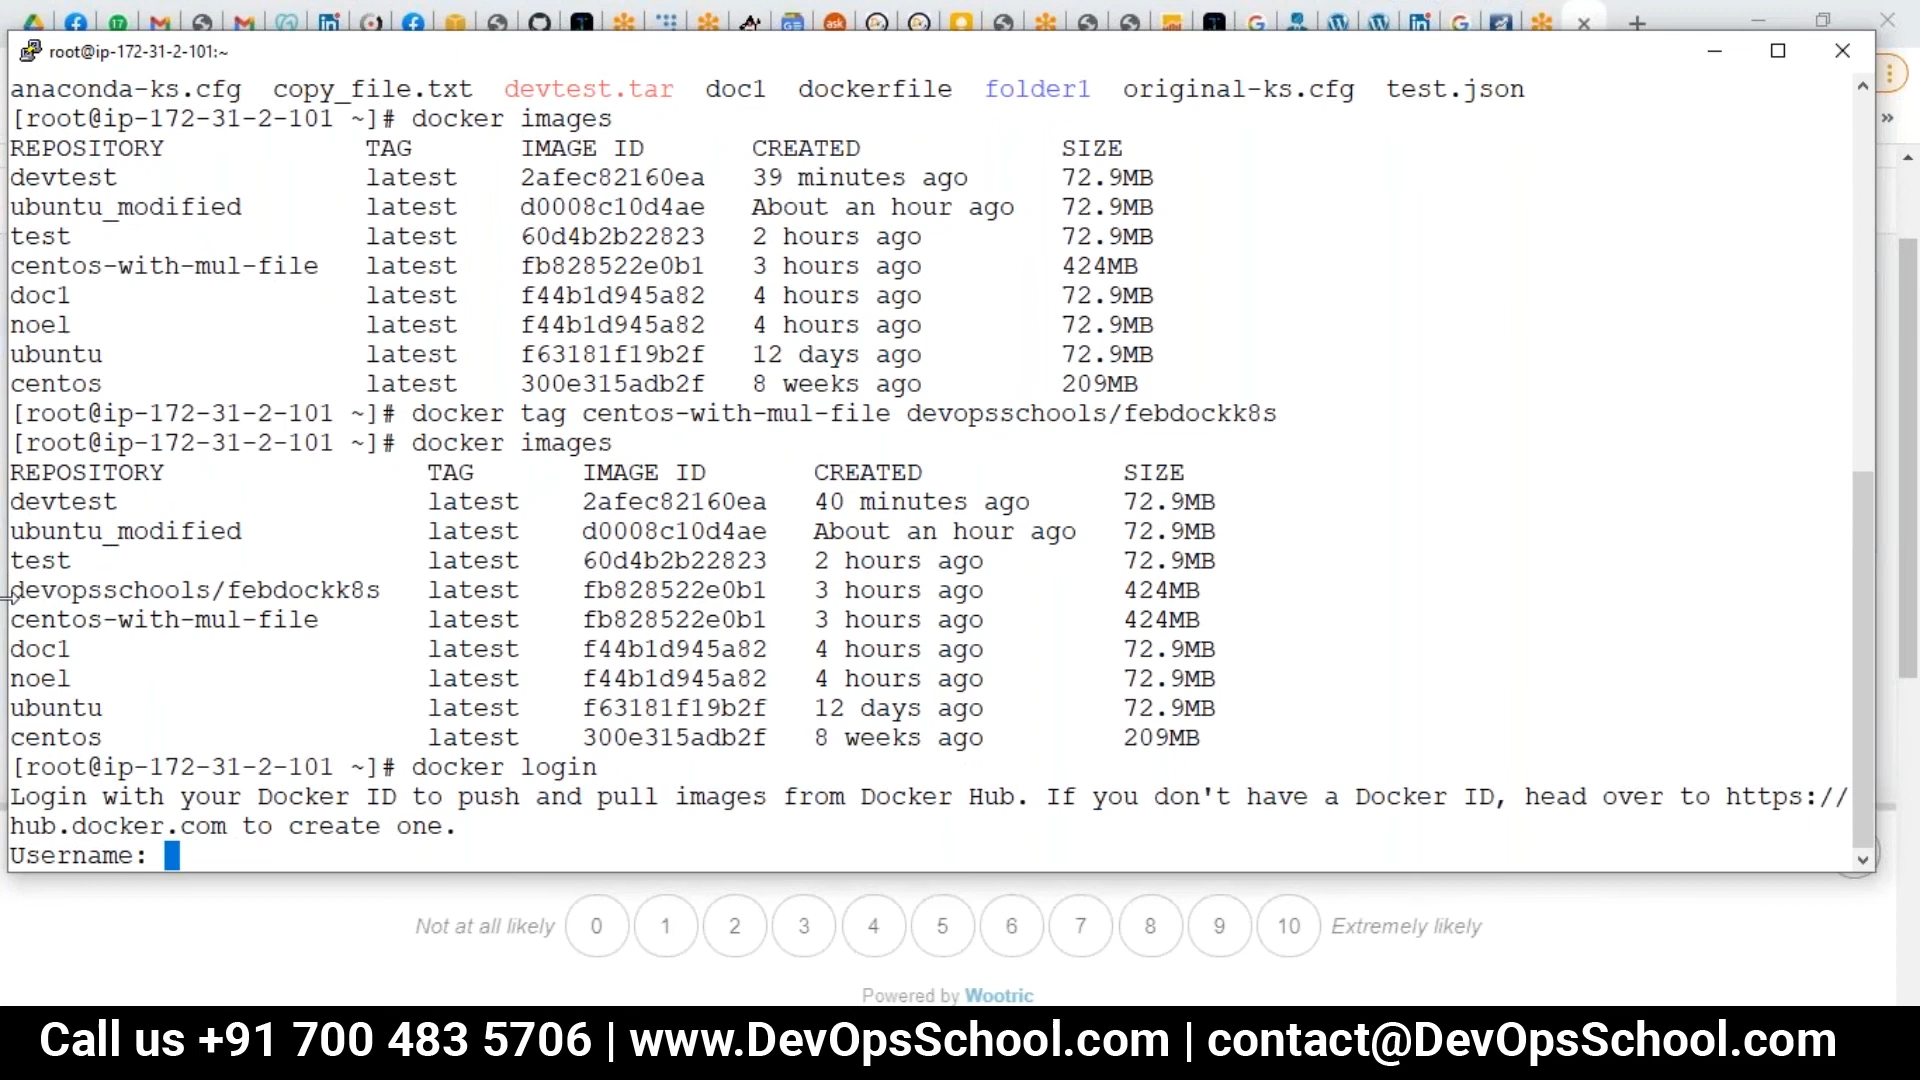 root@ip-172-31-2-101:~
anaconda-ks.cfg copy_file.txt devtest.tar doc1 dockerfile folder1 original-ks.cfg test.json
[root@ip-172-31-2-101 ~]# docker images
REPOSITORY TAG IMAGE ID CREATED SIZE
devtest latest 2afec82160ea 39 minutes ago 72.9MB
ubuntu_modified latest d0008c10d4ae About an hour ago 72.9MB
test latest 60d4b2b22823 2 hours ago 72.9MB
centos-with-mul-file latest fb828522e0b1 3 hours ago 424MB
doc1 latest f44b1d945a82 4 hours ago 72.9MB
noel latest f44b1d945a82 4 hours ago 72.9MB
ubuntu latest f63181f19b2f 12 days ago 72.9MB
centos latest 300e315adb2f 8 weeks ago 209MB
[root@ip-172-31-2-101 ~]# docker tag centos-with-mul-file devopsschools/febdockk8s
[root@ip-172-31-2-101 ~]# docker images
REPOSITORY TAG IMAGE ID CREATED SIZE
devtest latest 2afec82160ea 40 minutes ago 72.9MB
ubuntu_modified latest d0008c10d4ae About an hour ago 72.9MB
test latest 60d4b2b22823 2 hours ago 72.9MB
devopsschools/febdockk8s latest fb828522e0b1 3 hours ago 424MB
centos-with-mul-file latest fb828522e0b1 3 hours ago 424MB
doc1 latest f44b1d945a82 4 hours ago 72.9MB
noel latest f44b1d945a82 4 hours ago 72.9MB
ubuntu latest f63181f19b2f 12 days ago 72.9MB
centos latest 300e315adb2f 8 weeks ago 209MB
[root@ip-172-31-2-101 ~]# docker login
Login with your Docker ID to push and pull images from Docker Hub. If you don't have a Docker ID, head over to https://
hub.docker.com to create one.
Username:
Not at all likely 0 1 2 3 4 5 6 7 8 9 10 Extremely likely
Powered by Wootric
Call us +91 700 483 5706 | www.DevOpsSchool.com | contact@DevOpsSchool.com